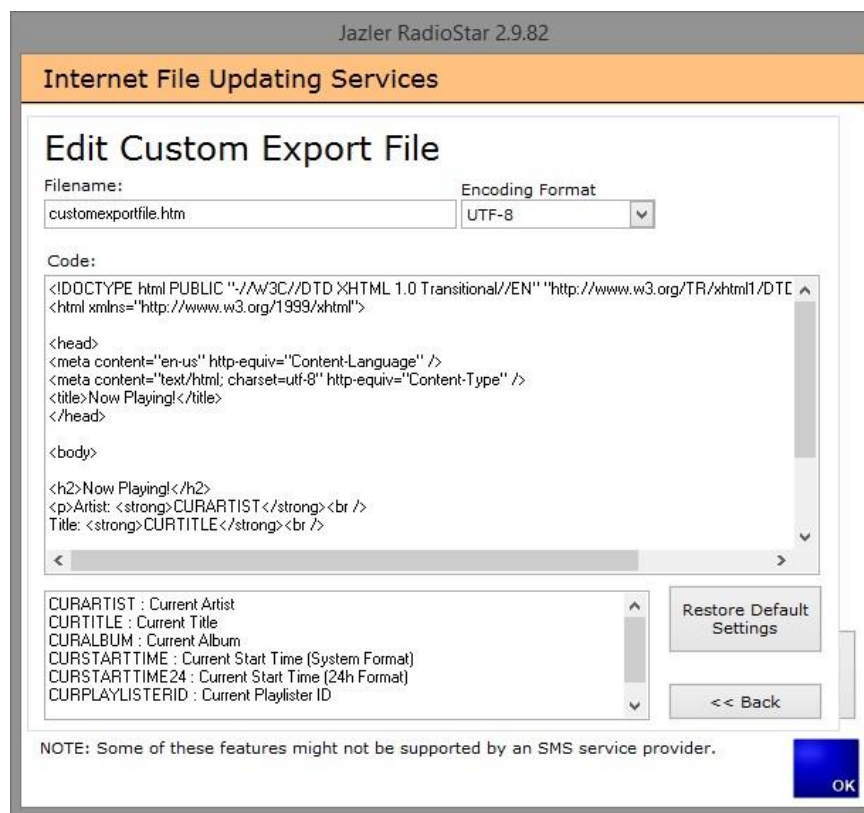 Jazler RadioStar 2.9.82
Internet File Updating Services
Edit Custom Export File
Filename:
Encoding Format
customexportfile.htm
UTF-8
Code:
<!DOCTYPE html PUBLIC "-//W3C//DTD XHTML 1.0 Transitional//EN" "http://www.w3.org/TR/xhtml1/DTD
<html xmlns="http://www.w3.org/1999/xhtml">
<head>
<meta content="en-us" http-equiv="Content-Language" />
<meta content="text/html; charset=utf-8" http-equiv="Content-Type" />
<title>Now Playing!</title>
</head>
<body>
<h2>Now Playing!</h2>
<p>Artist: <strong>CURARTIST</strong><br />
Title: <strong>CURTITLE</strong><br />
CURARTIST : Current Artist
CURTITLE : Current Title
CURALBUM : Current Album
CURSTARTTIME : Current Start Time (System Format)
CURSTARTTIME24 : Current Start Time (24h Format)
CURPLAYLISTERID : Current Playlister ID
Restore Default
Settings
<< Back
NOTE: Some of these features might not be supported by an SMS service provider.
OK